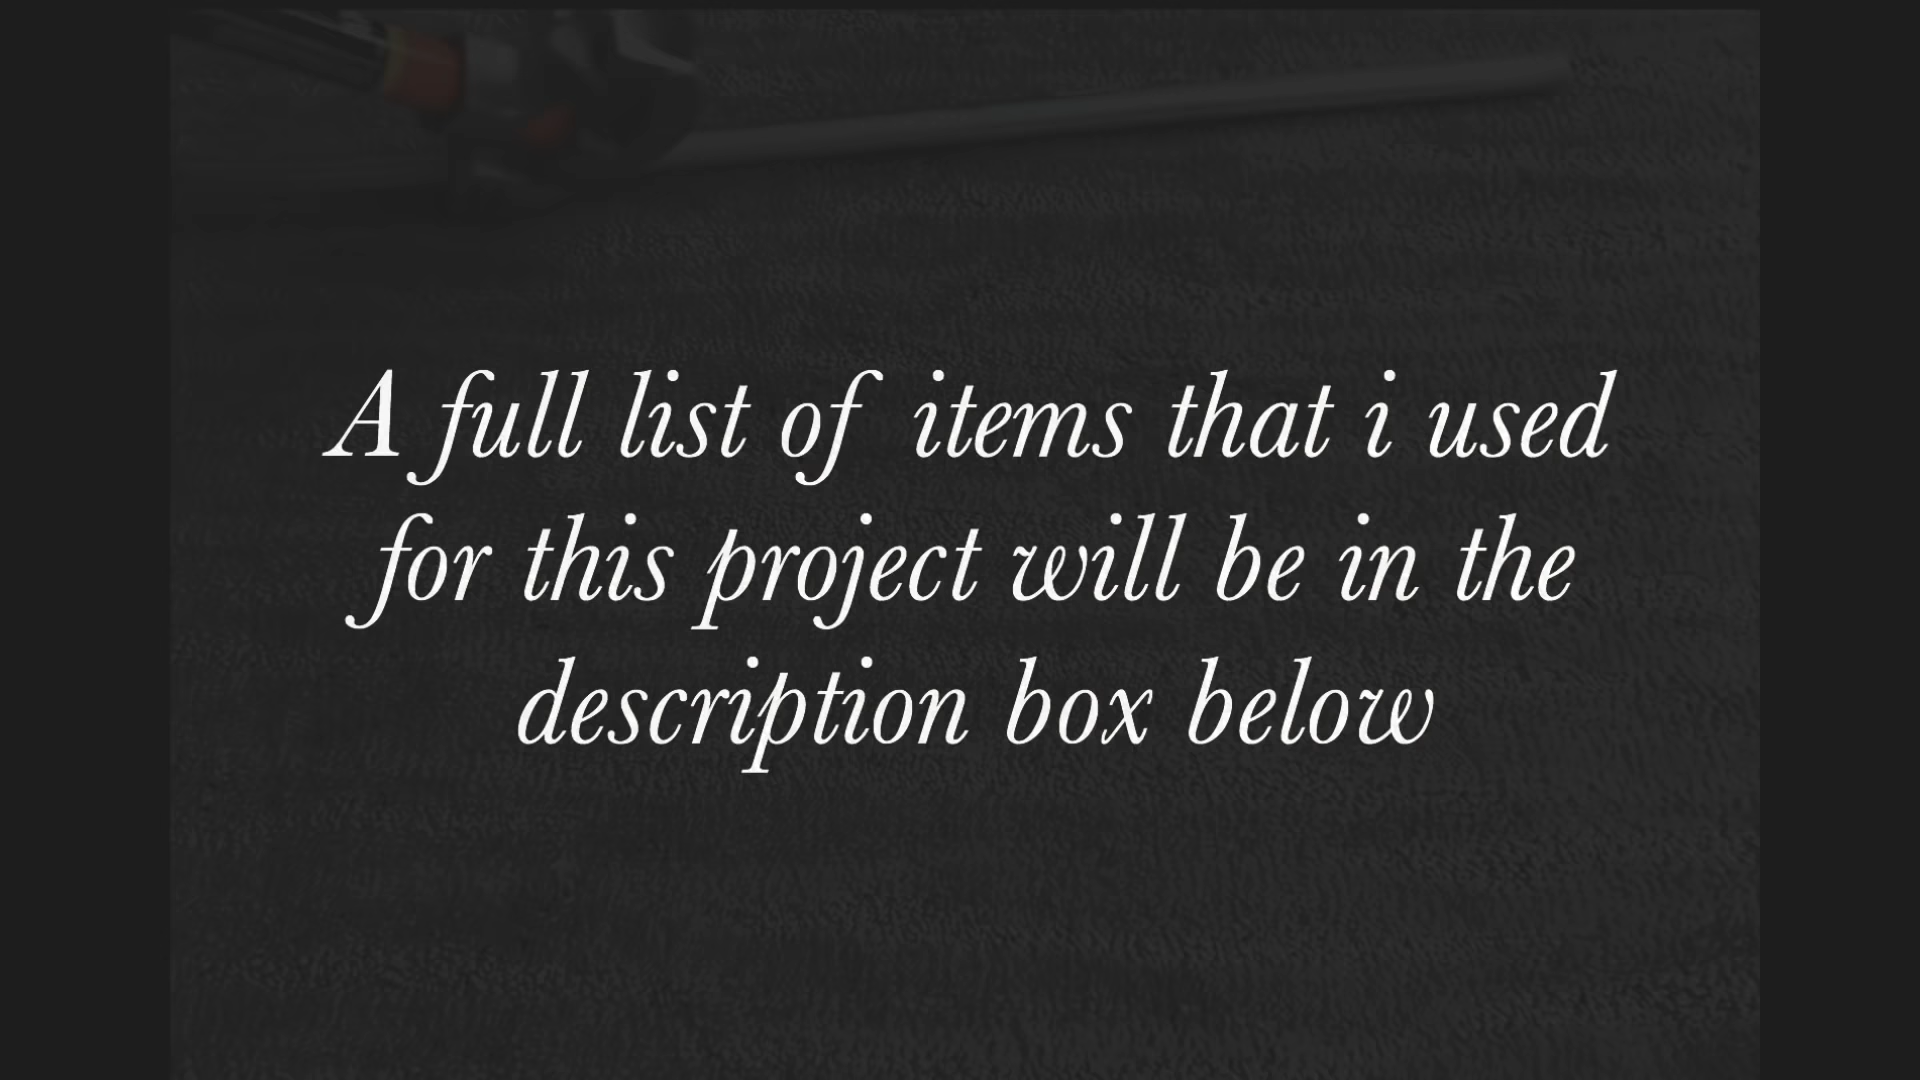 A full list of items that i used
for this project will be in the
description box below